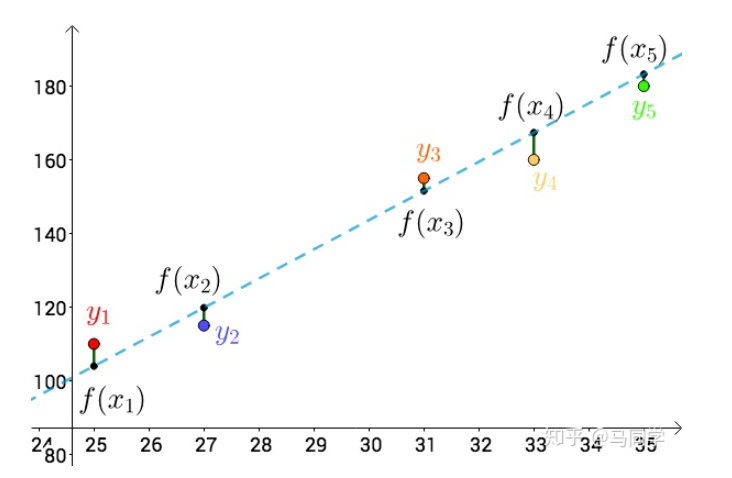 f(x₅)
180
y₅
f(x₄)
160
y₃
y₄
f(x₃)
140
f(x₂)
120
y₁
y₂
100
f(x₁)
24 25 26 27 28 29 30 31 32 33 34 35
80
知乎 @马同学